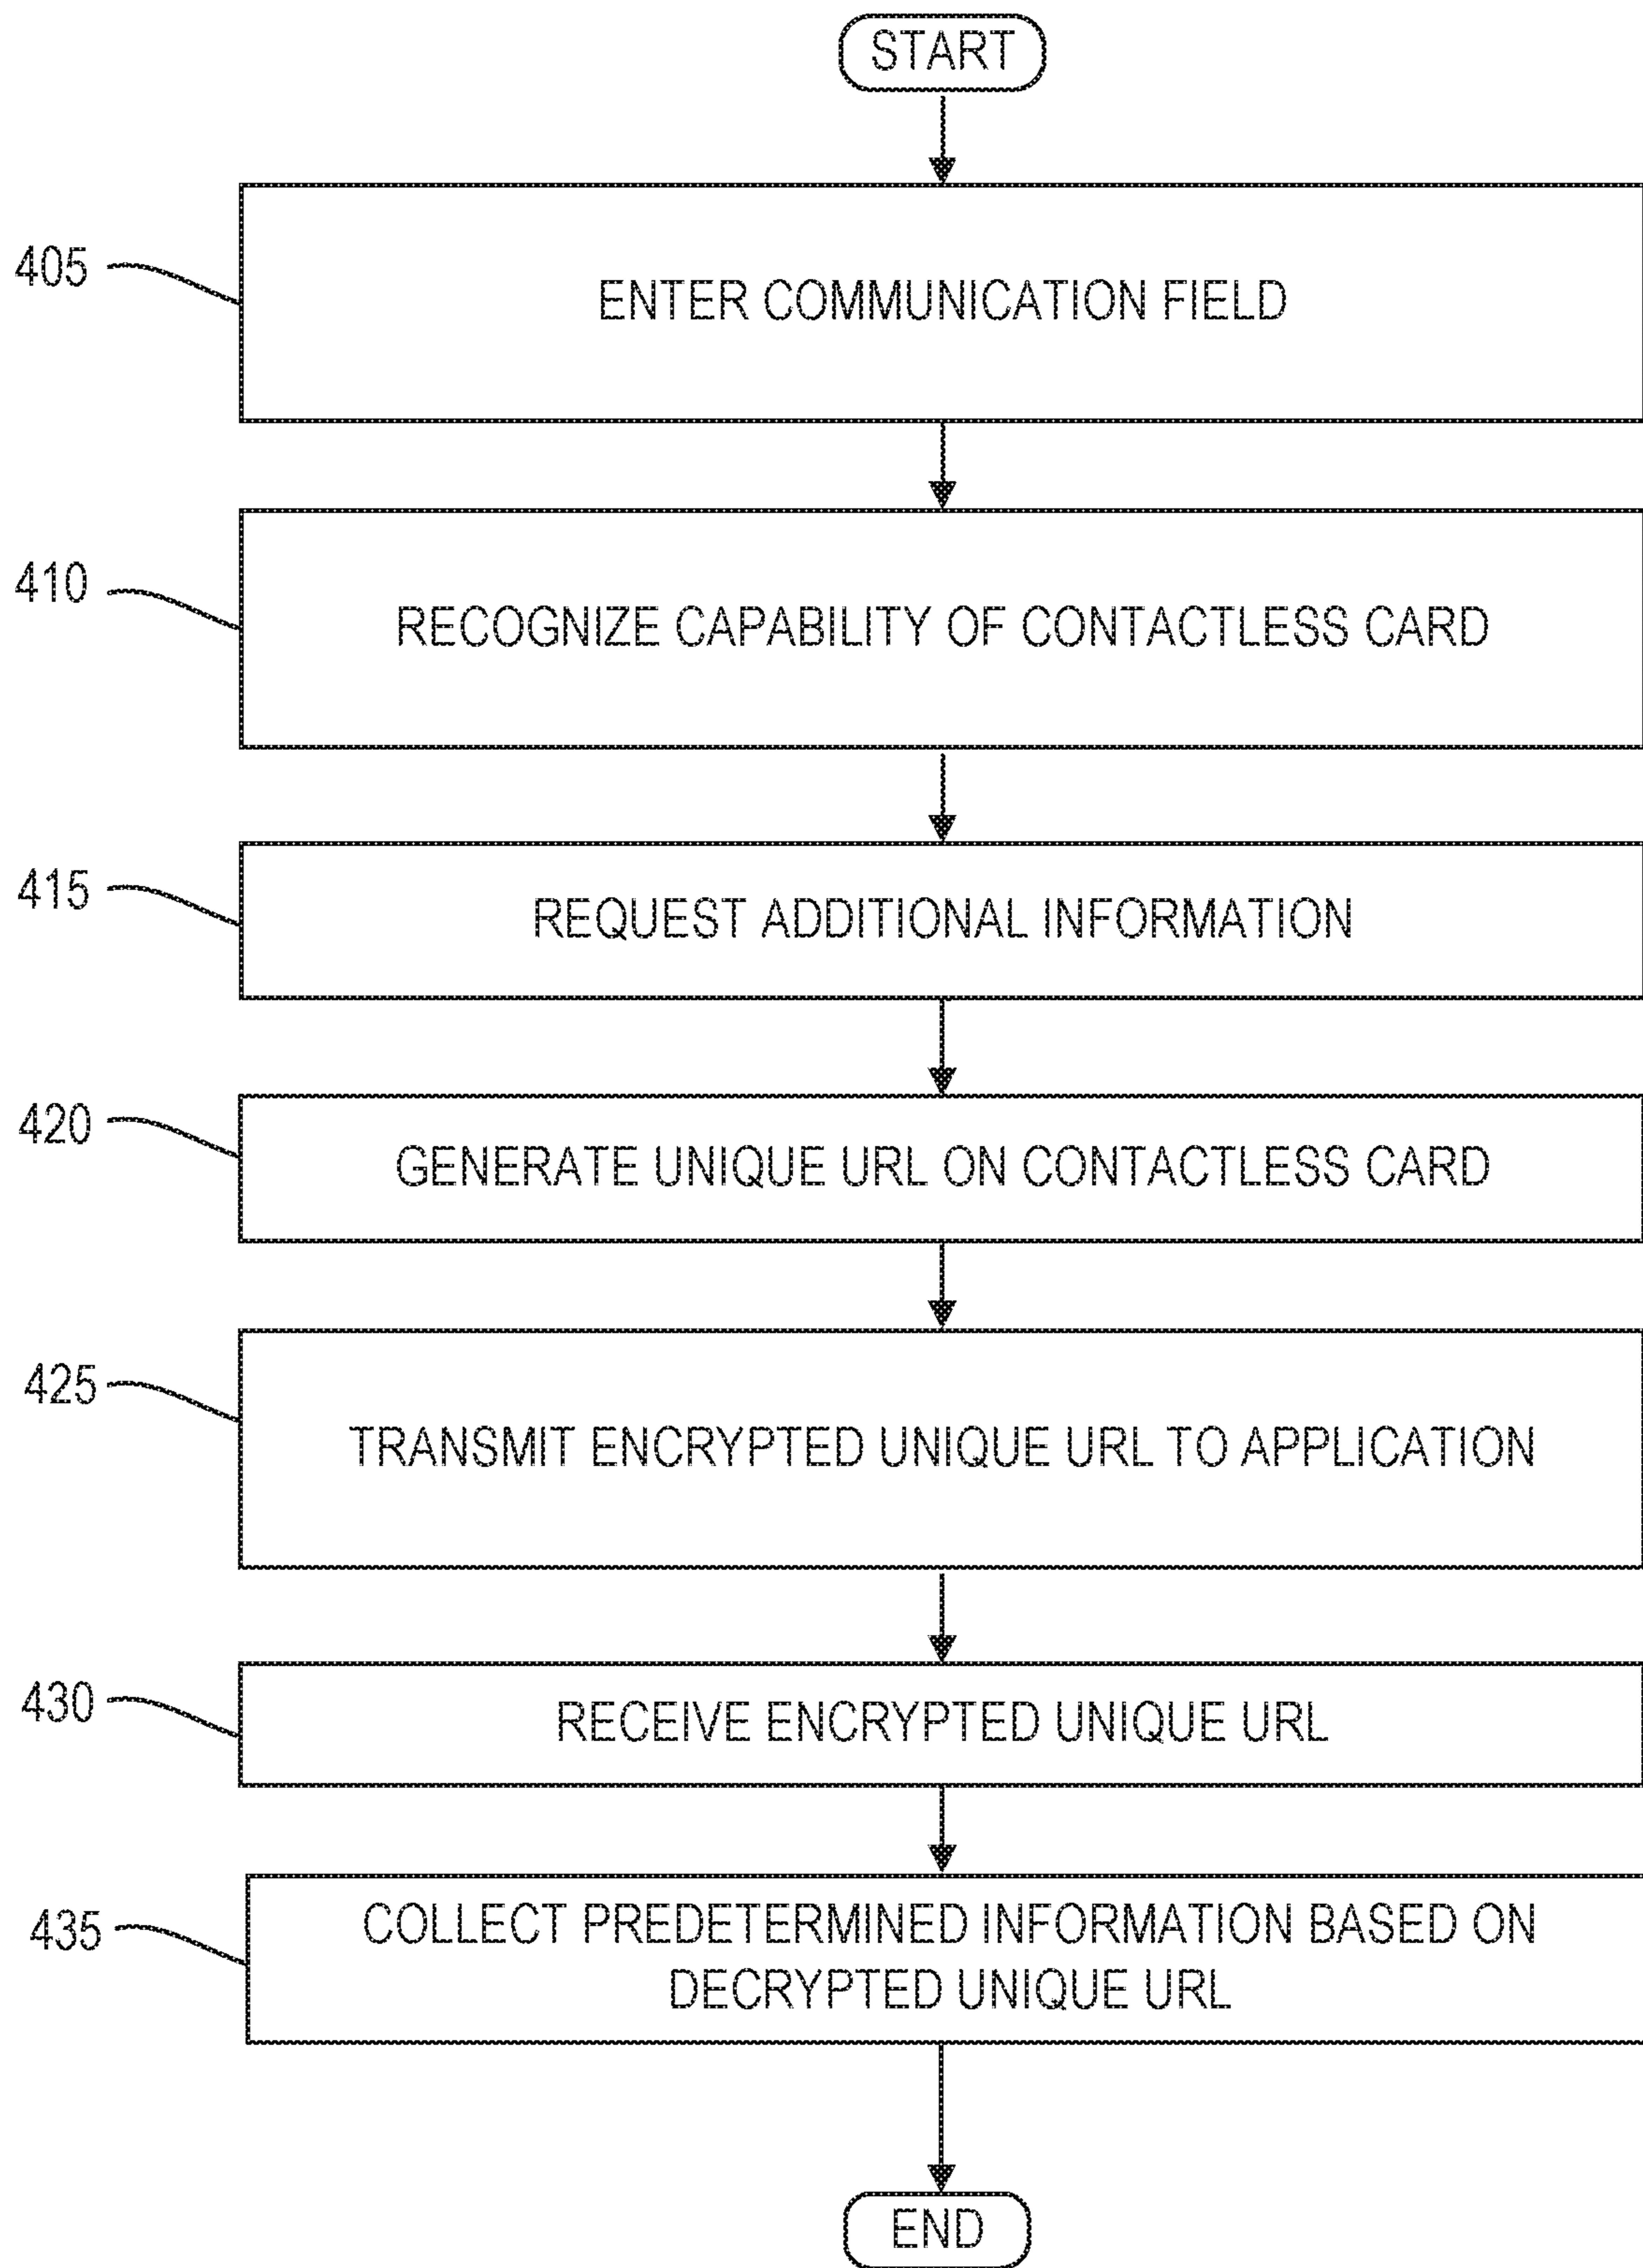 START
405
ENTER COMMUNICATION FIELD
410
RECOGNIZE CAPABILITY OF CONTACTLESS CARD
415
REQUEST ADDITIONAL INFORMATION
420
GENERATE UNIQUE URL ON CONTACTLESS CARD
425
TRANSMIT ENCRYPTED UNIQUE URL TO APPLICATION
430
RECEIVE ENCRYPTED UNIQUE URL
435
COLLECT PREDETERMINED INFORMATION BASED ON
DECRYPTED UNIQUE URL
END